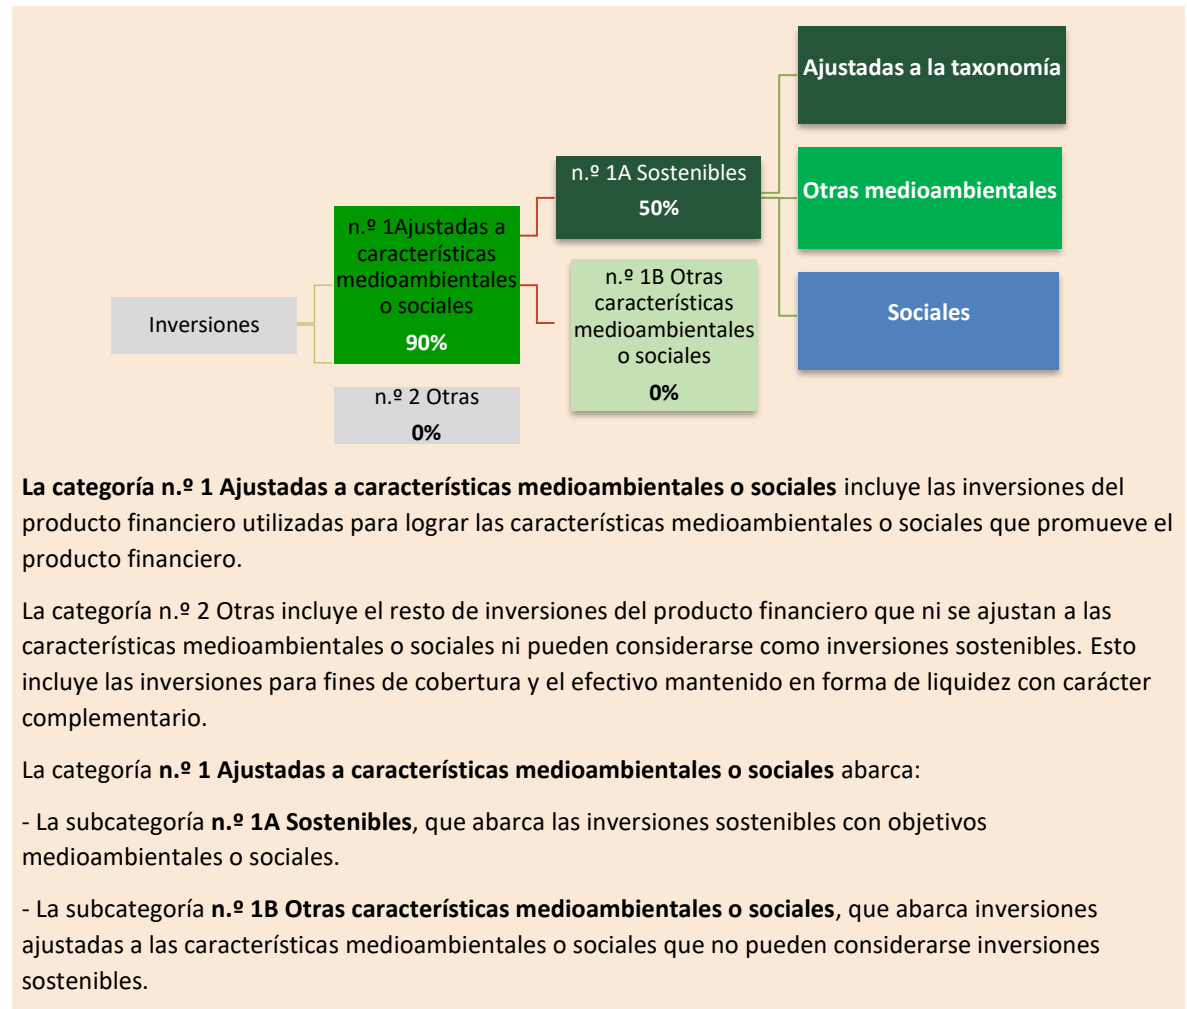 Ajustadas a la taxonomía
n.º 1A Sostenibles
50%
Otras medioambientales
n.º 1Ajustadas a
características
medioambientales
o sociales
90%
n.º 1B Otras
características
medioambientales
o sociales
0%
Sociales
Inversiones
n.º 2 Otras
0%
La categoría n.º 1 Ajustadas a características medioambientales o sociales incluye las inversiones del
producto financiero utilizadas para lograr las características medioambientales o sociales que promueve el
producto financiero.
La categoría n.º 2 Otras incluye el resto de inversiones del producto financiero que ni se ajustan a las
características medioambientales o sociales ni pueden considerarse como inversiones sostenibles. Esto
incluye las inversiones para fines de cobertura y el efectivo mantenido en forma de liquidez con carácter
complementario.
La categoría n.º 1 Ajustadas a características medioambientales o sociales abarca:
- La subcategoría n.º 1A Sostenibles, que abarca las inversiones sostenibles con objetivos
medioambientales o sociales.
- La subcategoría n.º 1B Otras características medioambientales o sociales, que abarca inversiones
ajustadas a las características medioambientales o sociales que no pueden considerarse inversiones
sostenibles.